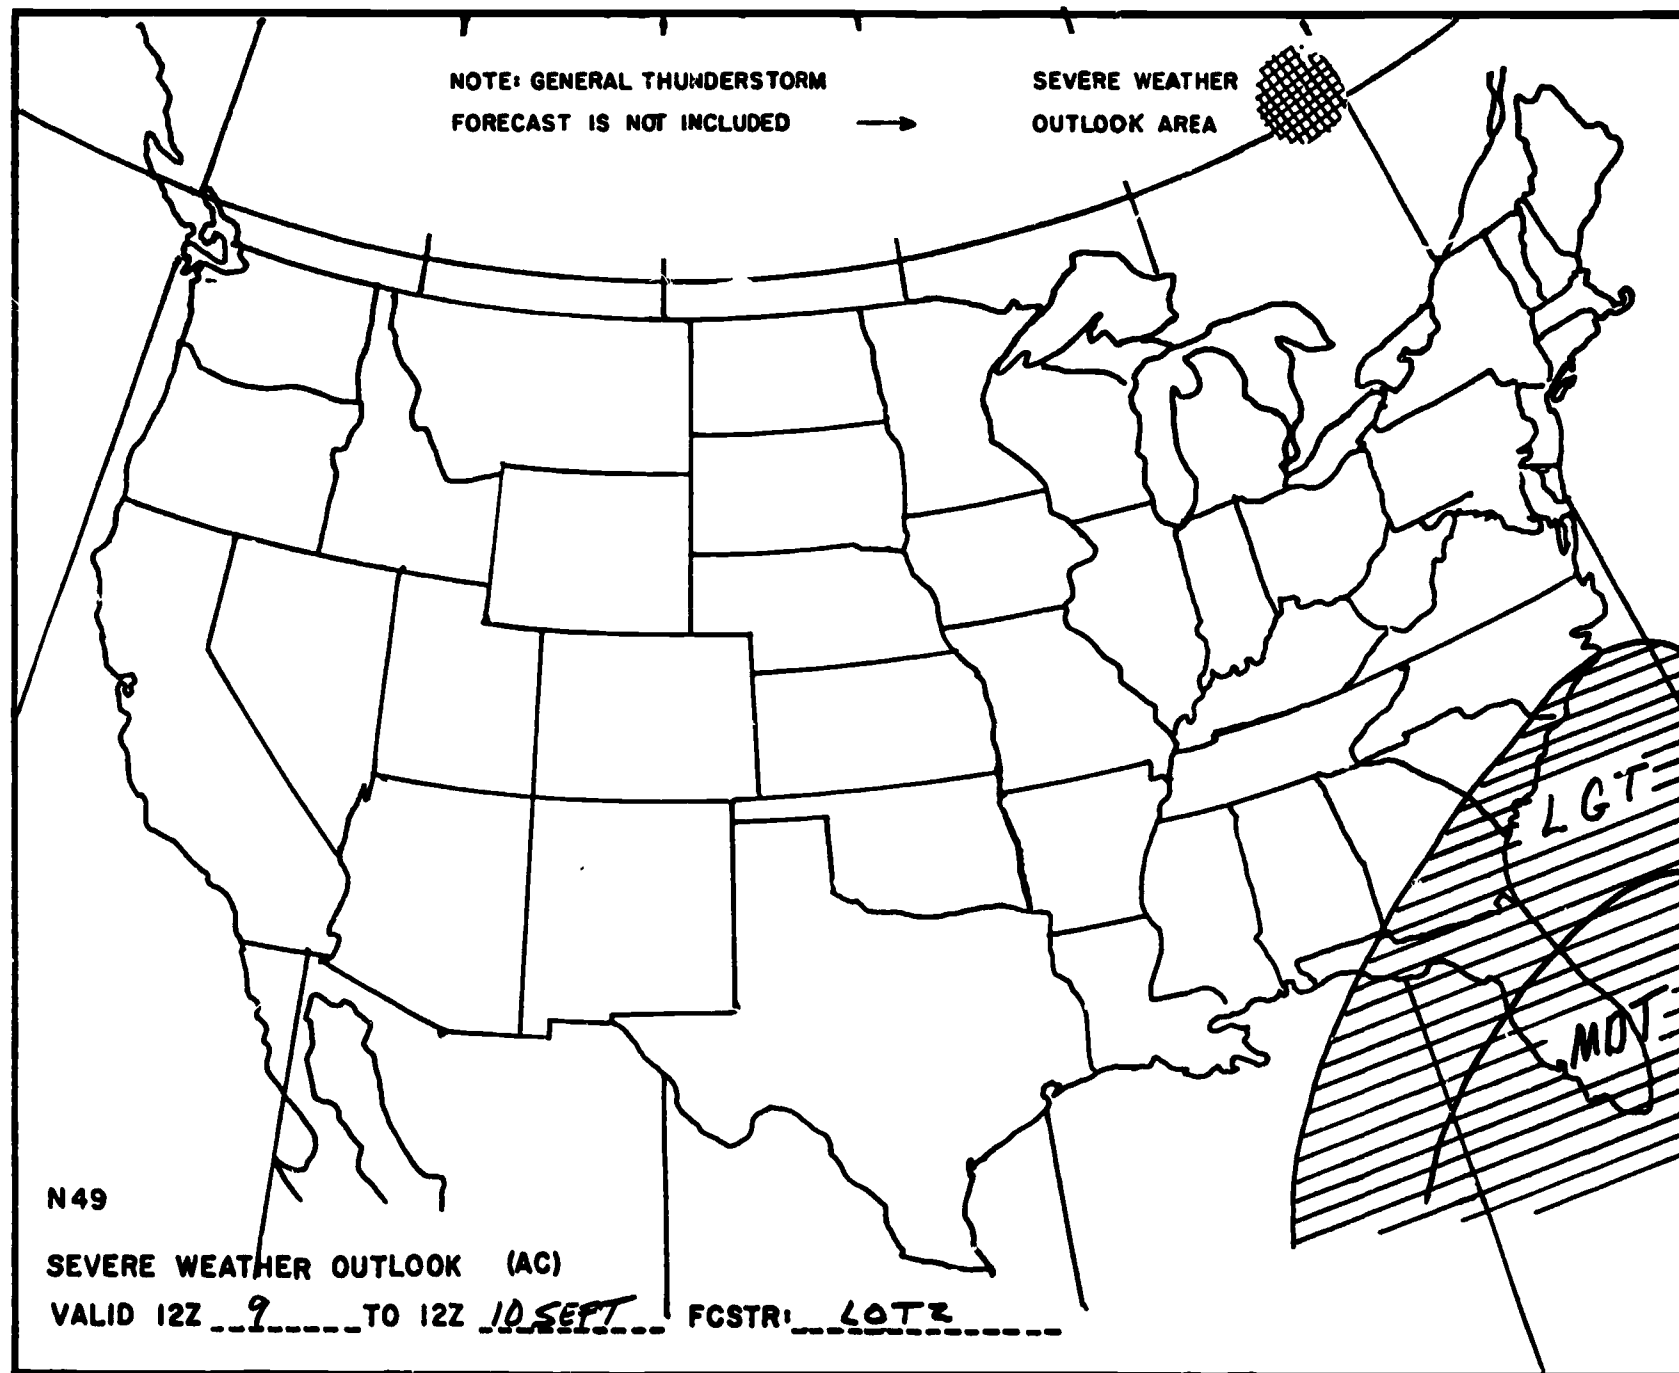 NOTE: GENERAL THUNDERSTORM
FORECAST IS NOT INCLUDED
SEVERE WEATHER
OUTLOOK AREA
LGT
MDT
N49
SEVERE WEATHER OUTLOOK (AC)
VALID 12Z 9 TO 12Z 10 SEPT FCSTR: LOTZ